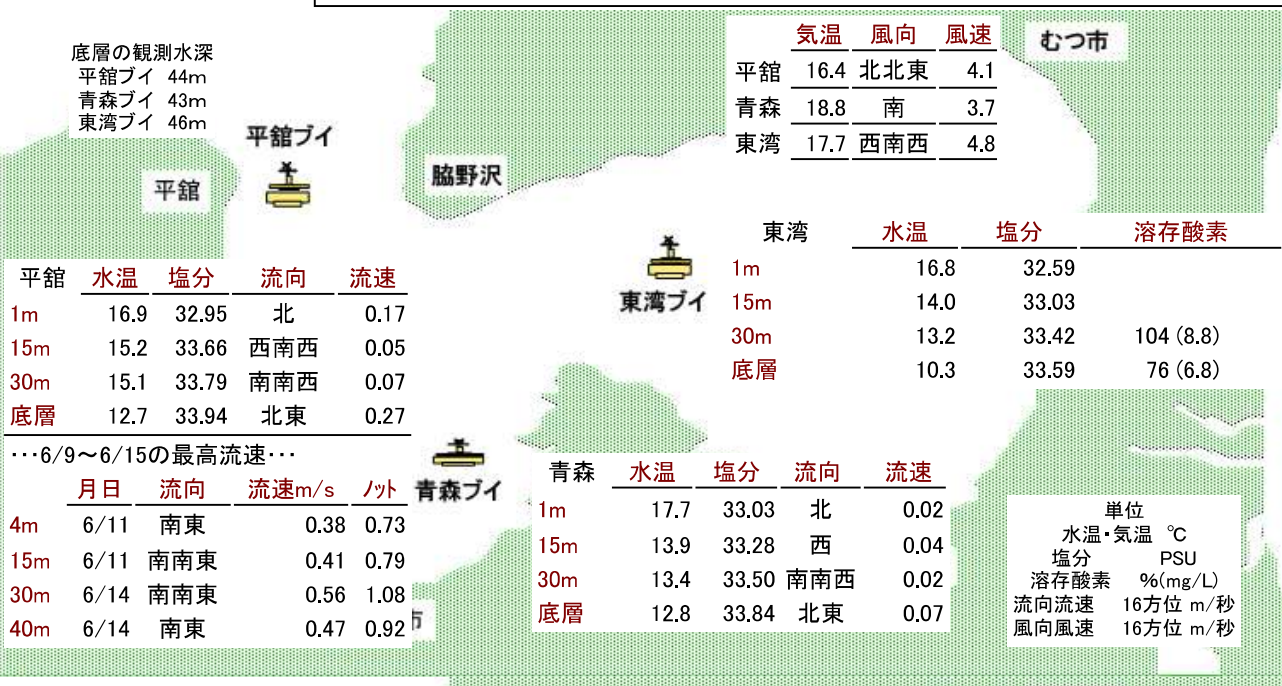 底層の観測水深
平舘ブイ 44m
青森ブイ 43m
東湾ブイ 46m
気温 風向 風速
平舘 16.4 北北東 4.1
青森 18.8 南 3.7
東湾 17.7 西南西 4.8
むつ市
平舘ブイ
平舘
脇野沢
東湾ブイ
東湾 水温 塩分 溶存酸素
1m 16.8 32.59
15m 14.0 33.03
30m 13.2 33.42 104 (8.8)
底層 10.3 33.59 76 (6.8)
平舘 水温 塩分 流向 流速
1m 16.9 32.95 北 0.17
15m 15.2 33.66 西南西 0.05
30m 15.1 33.79 南南西 0.07
底層 12.7 33.94 北東 0.27
･･･6/9～6/15の最高流速･･･
月日 流向 流速m/s ノット
4m 6/11 南東 0.38 0.73
15m 6/11 南南東 0.41 0.79
30m 6/14 南南東 0.56 1.08
40m 6/14 南東 0.47 0.92
市
青森ブイ
青森 水温 塩分 流向 流速
1m 17.7 33.03 北 0.02
15m 13.9 33.28 西 0.04
30m 13.4 33.50 南南西 0.02
底層 12.8 33.84 北東 0.07
単位
水温・気温 ℃
塩分 PSU
溶存酸素 %(mg/L)
流向流速 16方位 m/秒
風向風速 16方位 m/秒